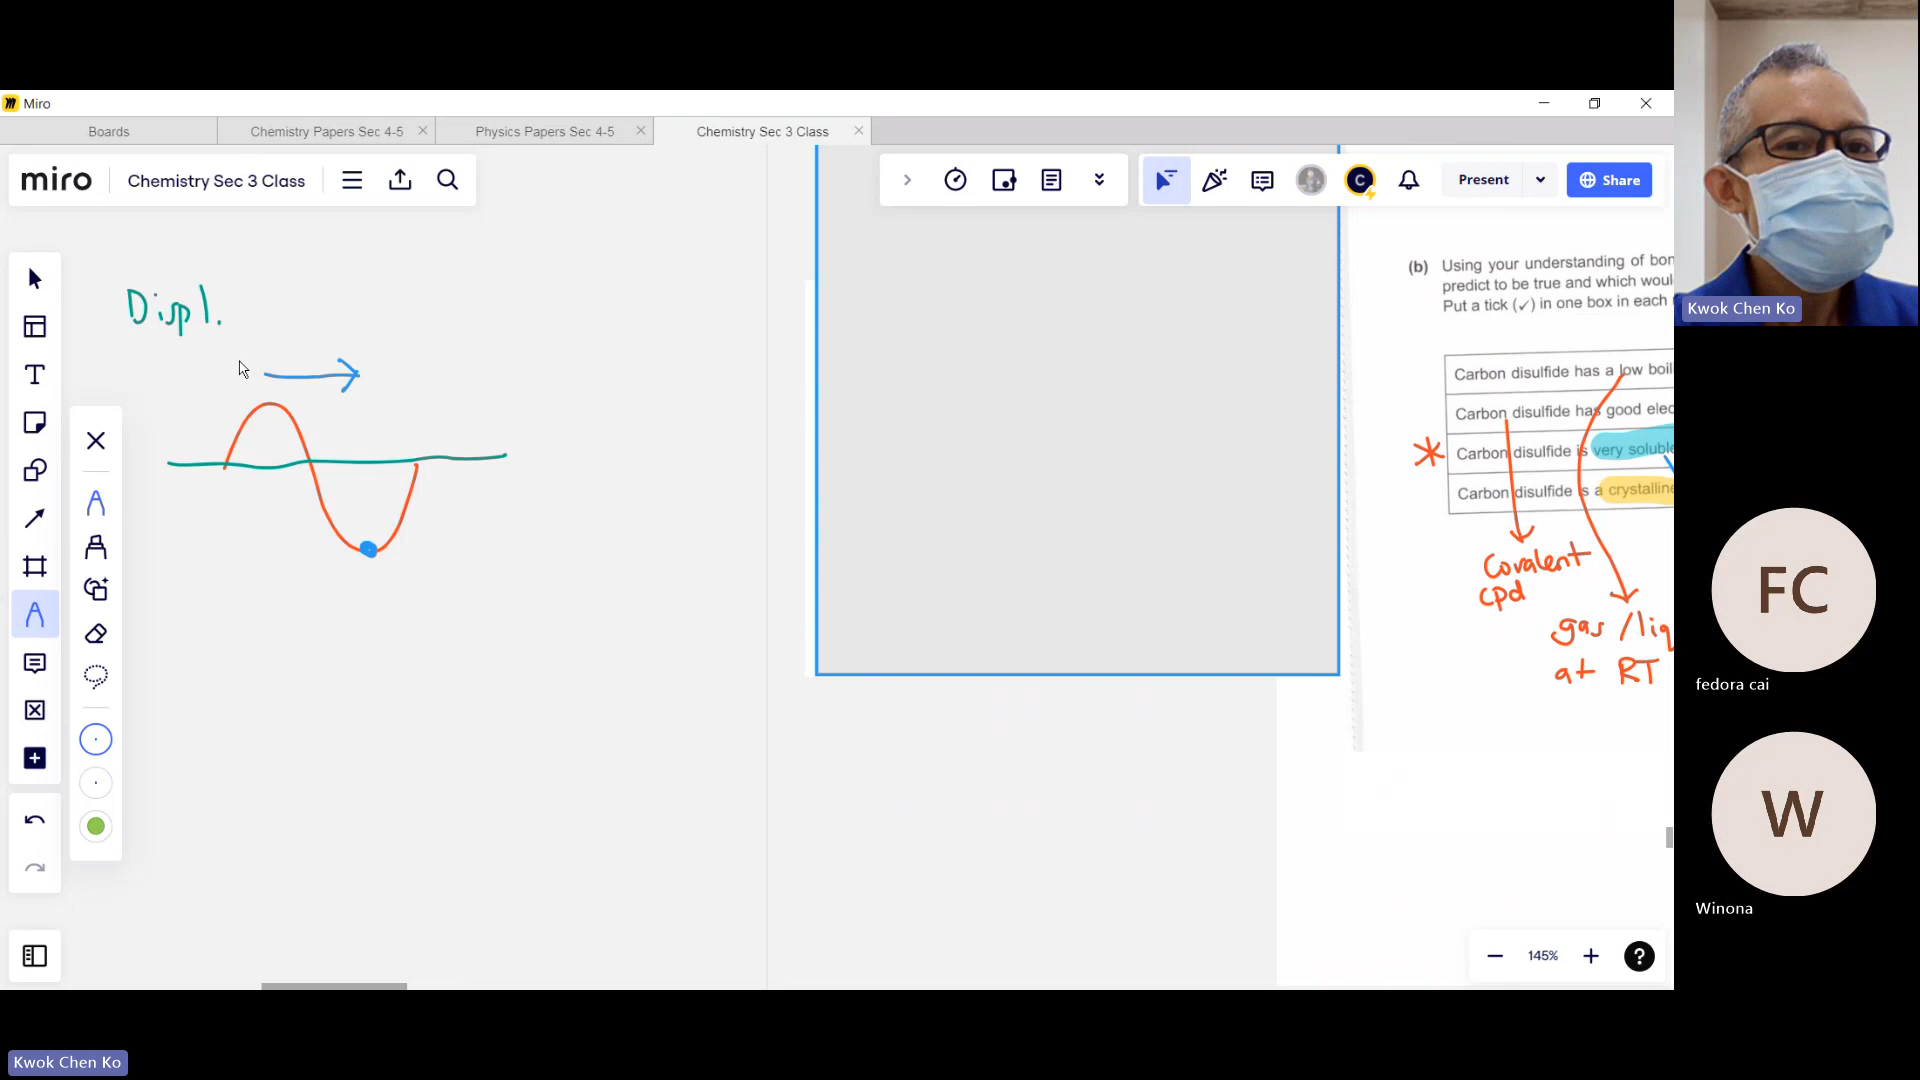 Miro
Boards
Chemistry Papers Sec 4-5
Physics Papers Sec 4-5
Chemistry Sec 3 Class
miro
Chemistry Sec 3 Class
C
Present
Share
Displ.
(b) Using your understanding of bon
predict to be true and which woul
Put a tick (✓) in one box in each
Carbon disulfide has a low boil
Carbon disulfide has good elec
Carbon disulfide is very soluble
Carbon disulfide is a crystalline
Covalent
cpd
gas / liq
at RT
145%
?
Kwok Chen Ko
FC
fedora cai
W
Winona
Kwok Chen Ko